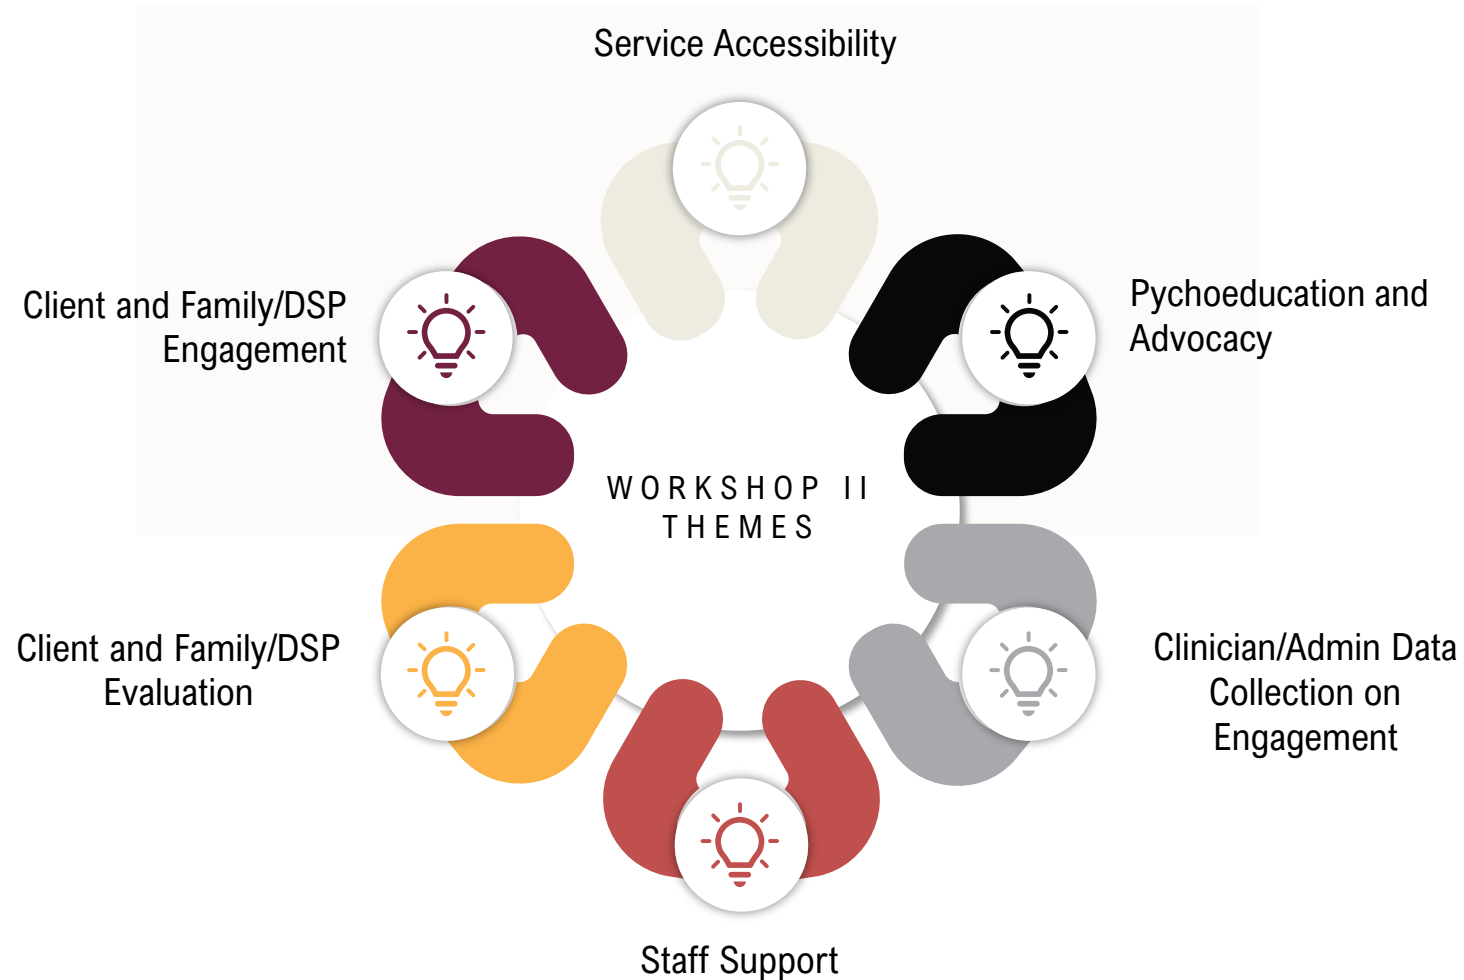 Service Accessibility
Client and Family/DSP
Engagement
Pychoeducation and
Advocacy
WORKSHOP II
THEMES
Client and Family/DSP
Evaluation
Clinician/Admin Data
Collection on
Engagement
Staff Support